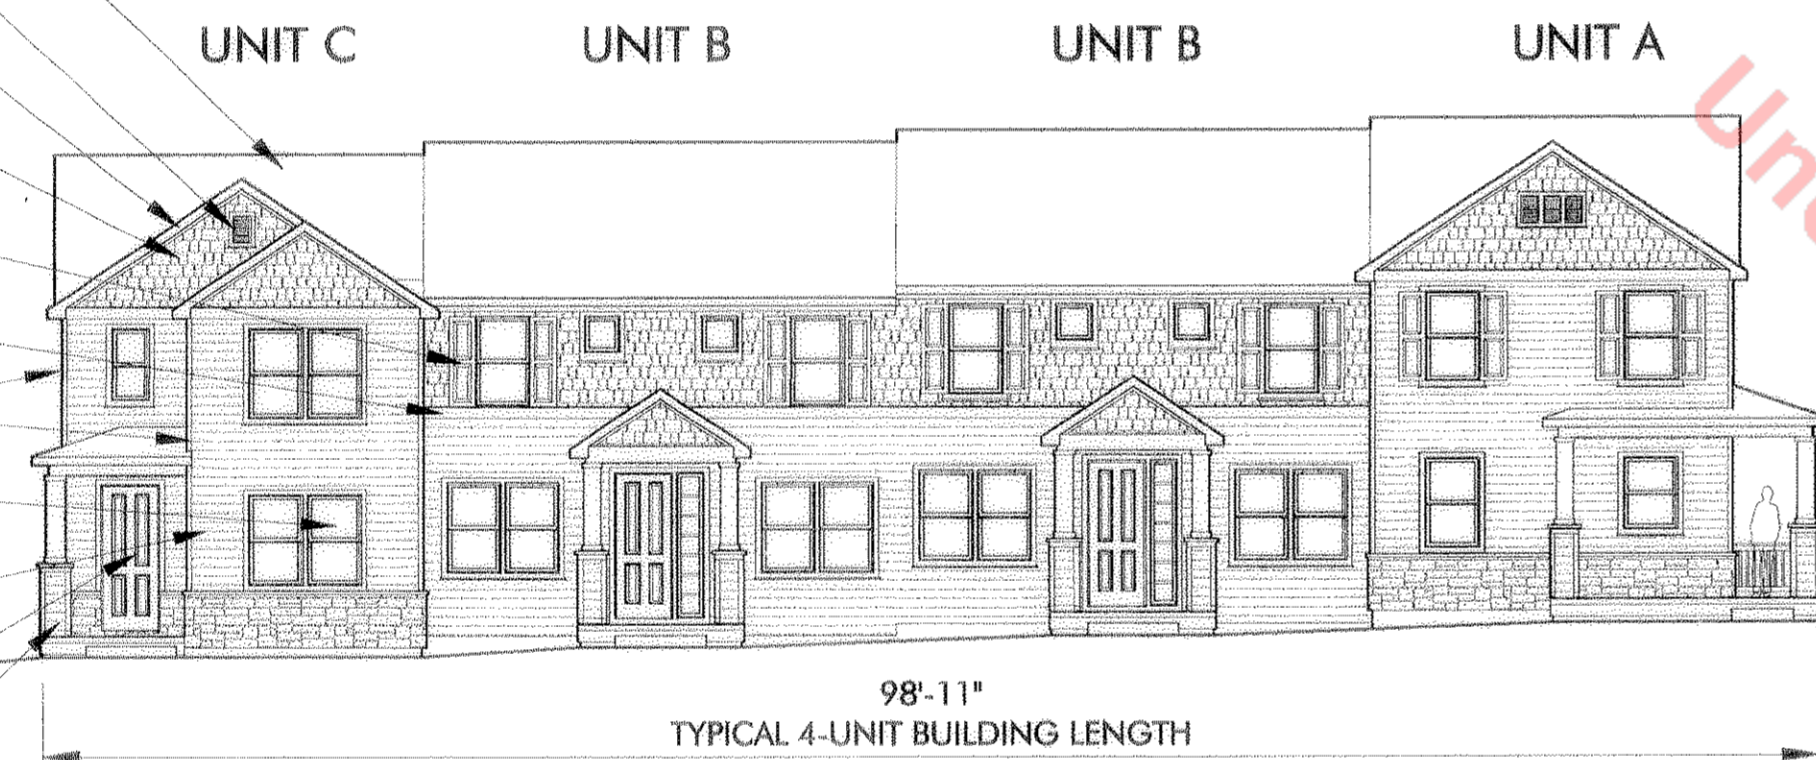 UNIT C UNIT B UNIT B UNIT A
98'-11"
TYPICAL 4-UNIT BUILDING LENGTH